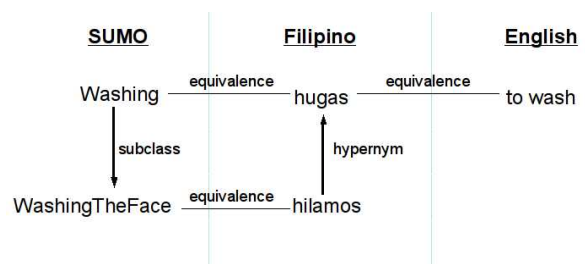 SUMO Filipino English
equivalence equivalence
Washing hugas to wash
subclass hypernym
equivalence
WashingTheFace hilamos